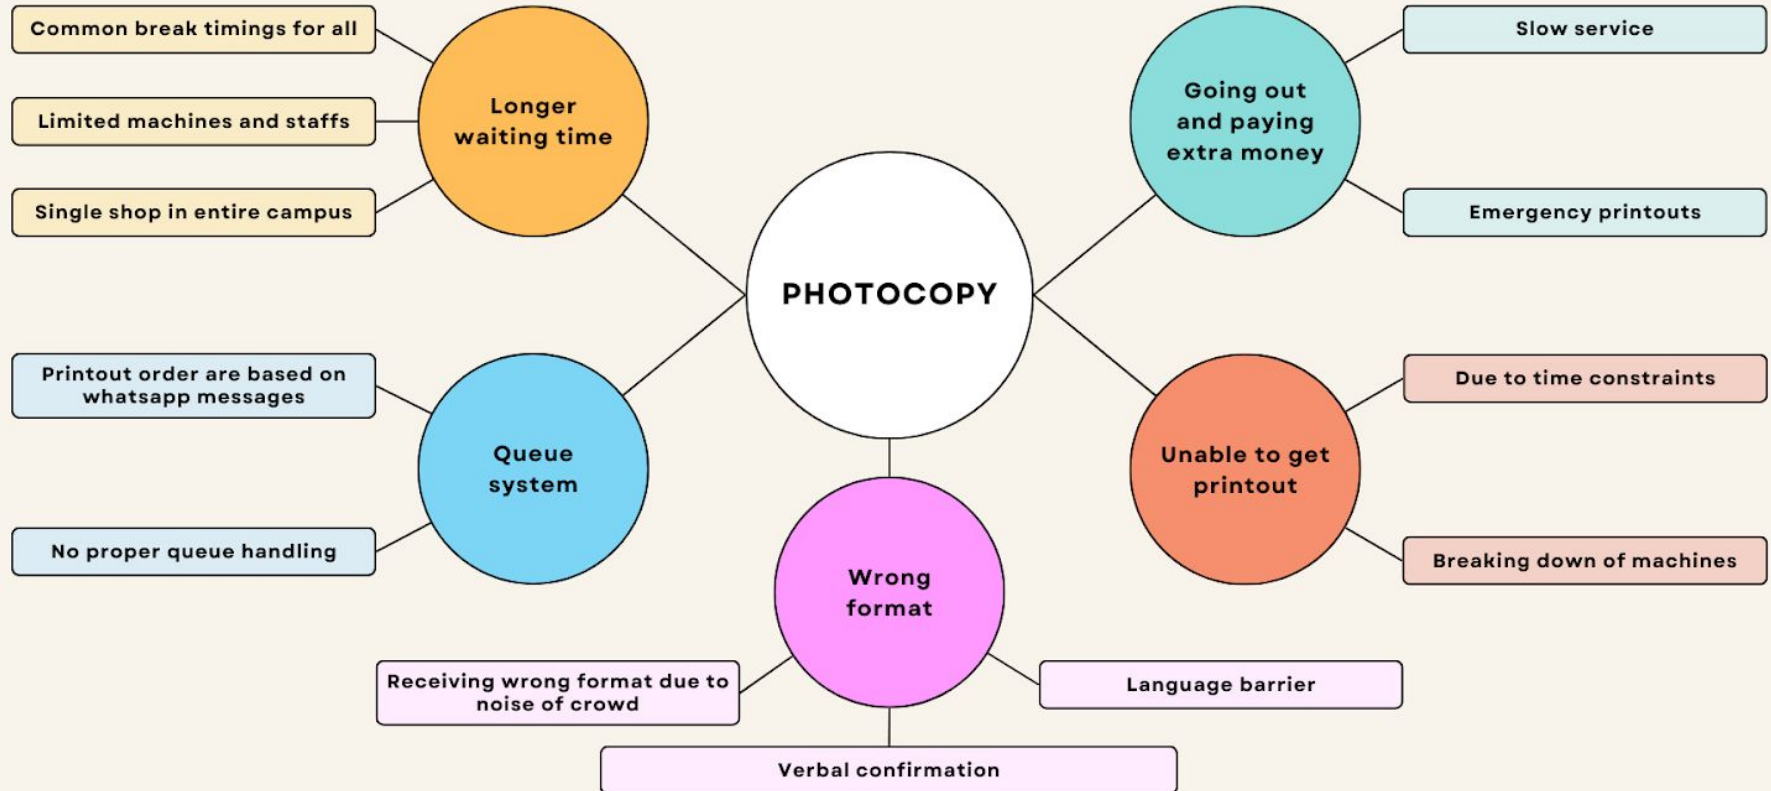 Common break timings for all
Limited machines and staffs
Single shop in entire campus
Longer
waiting time
PHOTOCOPY
Going out
and paying
extra money
Slow service
Emergency printouts
Printout order are based on
whatsapp messages
No proper queue handling
Queue
system
Wrong
format
Receiving wrong format due to
noise of crowd
Verbal confirmation
Language barrier
Unable to get
printout
Due to time constraints
Breaking down of machines